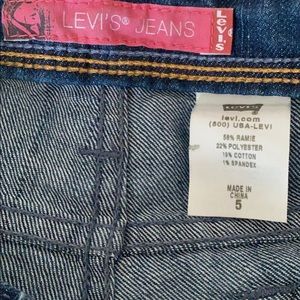 LEVI'S® JEANS
LEVI'S
Levi's
levi.com
(800) USA-LEVI
58% RAMIE
22% POLYESTER
19% COTTON
1% SPANDEX
MADE IN
CHINA
5